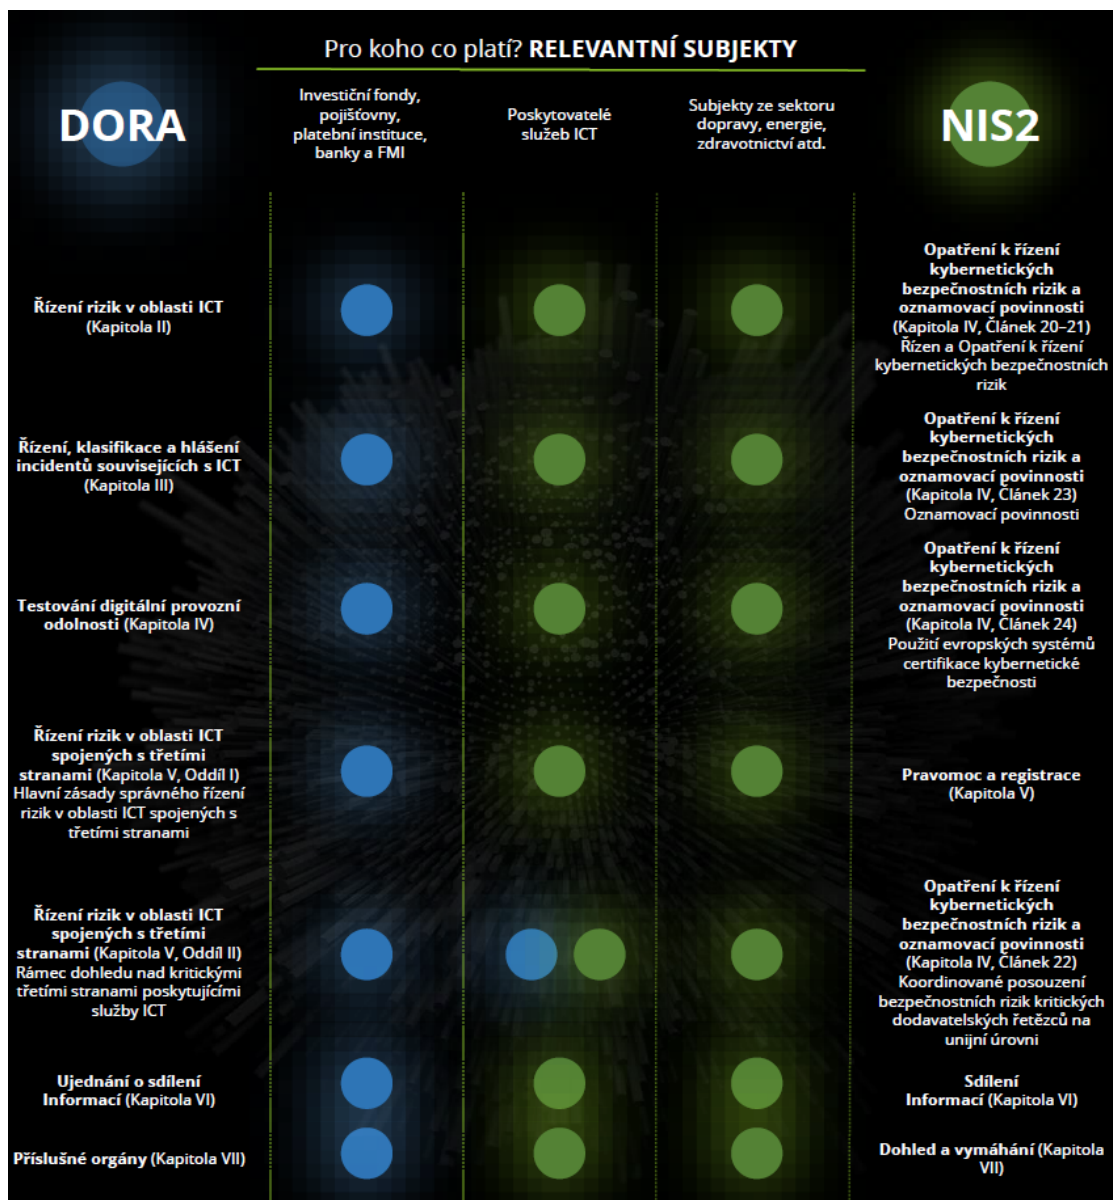 Pro koho co platí? RELEVANTNÍ SUBJEKTY
DORA
Investiční fondy,
pojišťovny,
platební instituce,
banky a FMI
Poskytovatelé
služeb ICT
Subjekty ze sektoru
dopravy, energie,
zdravotnictví atd.
NIS2
Řízení rizik v oblasti ICT
(Kapitola II)
Opatření k řízení
kybernetických
bezpečnostních rizik a
oznamovací povinnosti
(Kapitola IV, Článek 20–21)
Řízen a Opatření k řízení
kybernetických bezpečnostních
rizik
Řízení, klasifikace a hlášení
incidentů souvisejících s ICT
(Kapitola III)
Opatření k řízení
kybernetických
bezpečnostních rizik a
oznamovací povinnosti
(Kapitola IV, Článek 23)
Oznamovací povinnosti
Testování digitální provozní
odolnosti (Kapitola IV)
Opatření k řízení
kybernetických
bezpečnostních rizik a
oznamovací povinnosti
(Kapitola IV, Článek 24)
Použití evropských systémů
certifikace kybernetické
bezpečnosti
Řízení rizik v oblasti ICT
spojených s třetími
stranami (Kapitola V, Oddíl I)
Hlavní zásady správného řízení
rizik v oblasti ICT spojených s
třetími stranami
Pravomoc a registrace
(Kapitola V)
Řízení rizik v oblasti ICT
spojených s třetími
stranami (Kapitola V, Oddíl II)
Rámec dohledu nad kritickými
třetími stranami poskytujícími
služby ICT
Opatření k řízení
kybernetických
bezpečnostních rizik a
oznamovací povinnosti
(Kapitola IV, Článek 22)
Koordinované posouzení
bezpečnostních rizik kritických
dodavatelských řetězců na
unijní úrovni
Ujednání o sdílení
Informací (Kapitola VI)
Sdílení
Informací (Kapitola VI)
Příslušné orgány (Kapitola VII)
Dohled a vymáhání (Kapitola
VII)